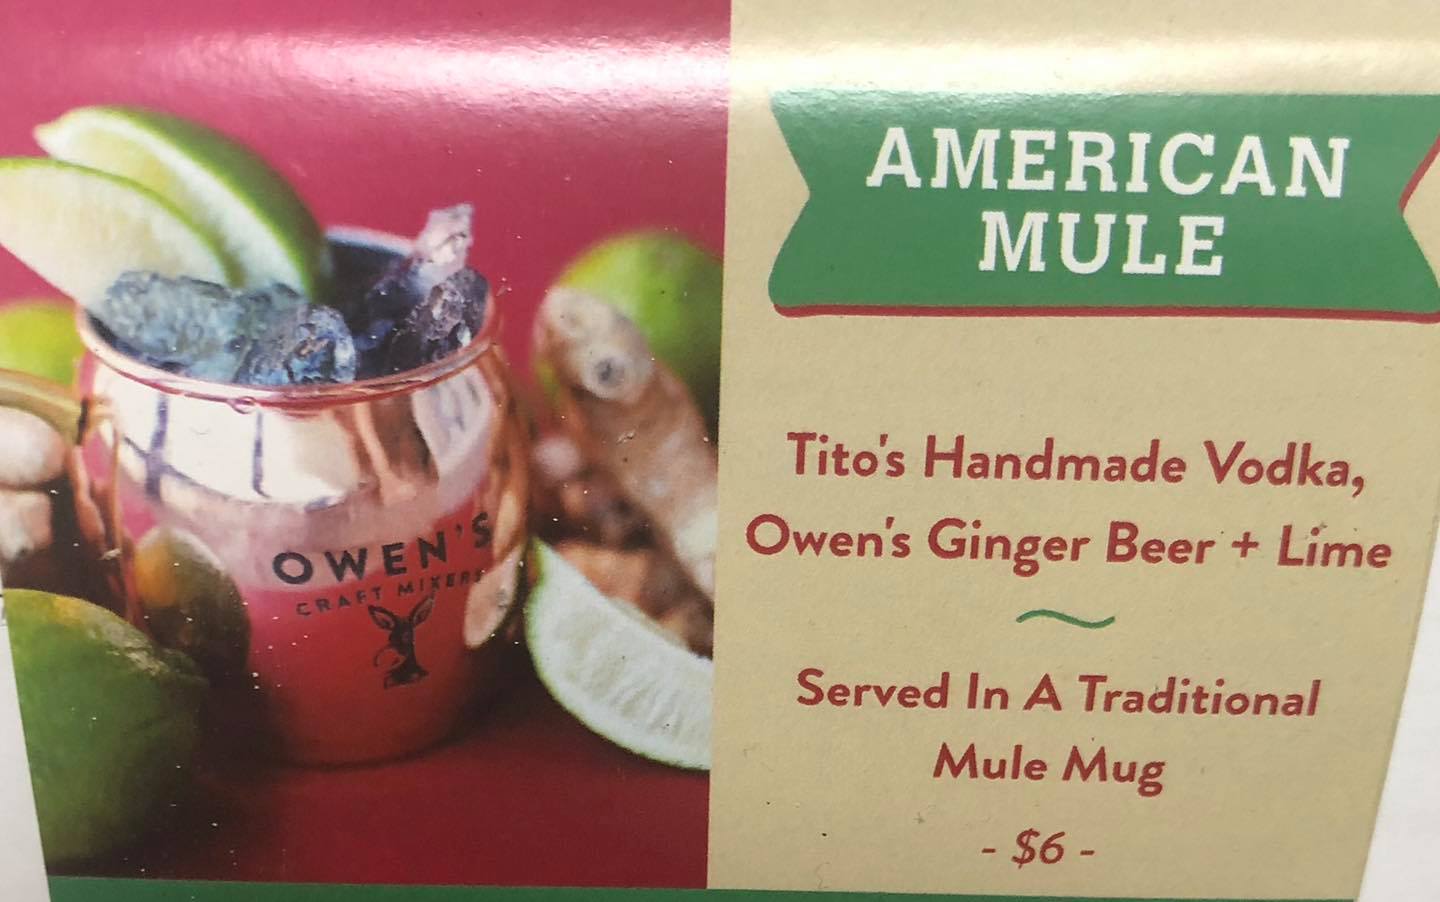 OWEN'S
CRAFT MIXERS
AMERICAN
MULE
Tito's Handmade Vodka,
Owen's Ginger Beer + Lime
Served In A Traditional
Mule Mug
- $6 -